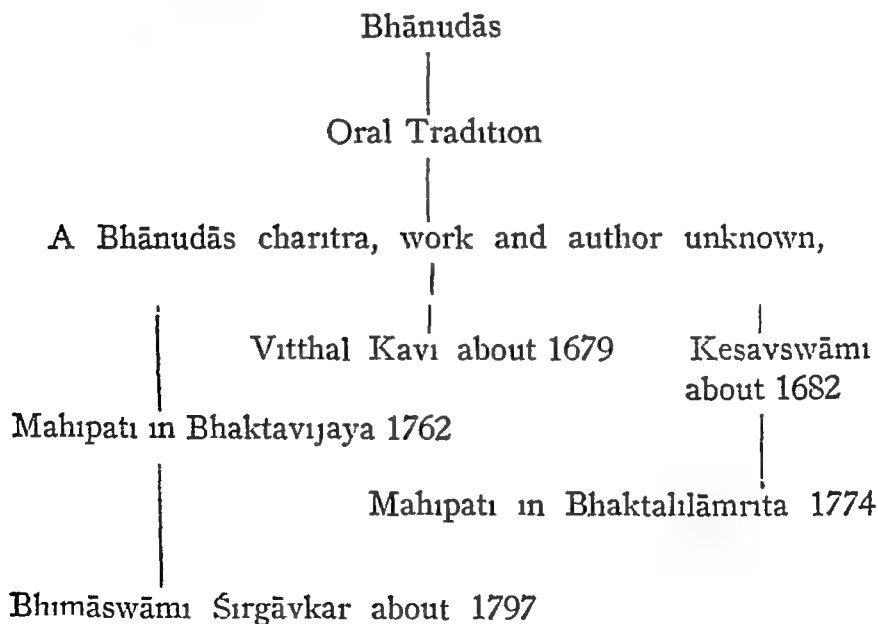 Bhānudās
Oral Tradition
A Bhānudās charitra, work and author unknown,
Vitthal Kavi about 1679 Kesavswāmi
about 1682
Mahipati in Bhaktavijaya 1762
Mahipati in Bhaktalilāmrita 1774
Bhimāswāmi Śirgāvkar about 1797